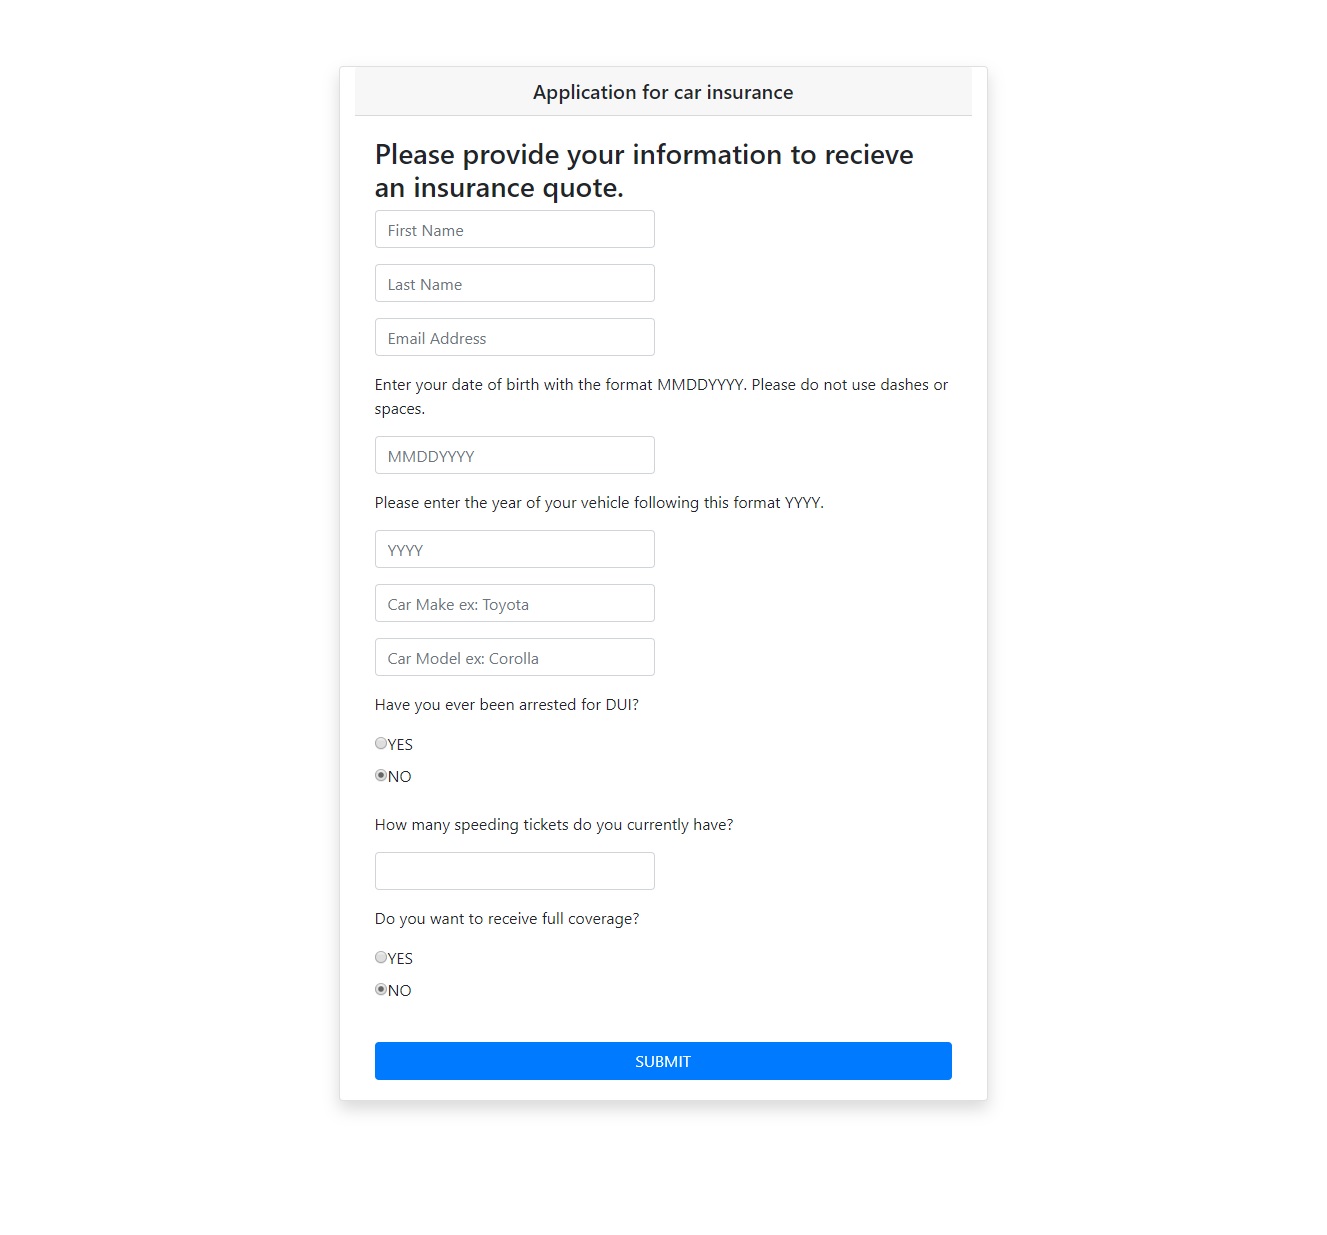 Application for car insurance
Please provide your information to recieve
an insurance quote.
First Name
Last Name
Email Address
Enter your date of birth with the format MMDDYYYY. Please do not use dashes or
spaces.
MMDDYYYY
Please enter the year of your vehicle following this format YYYY.
YYYY
Car Make ex: Toyota
Car Model ex: Corolla
Have you ever been arrested for DUI?
YES
NO
How many speeding tickets do you currently have?
Do you want to receive full coverage?
YES
NO
SUBMIT